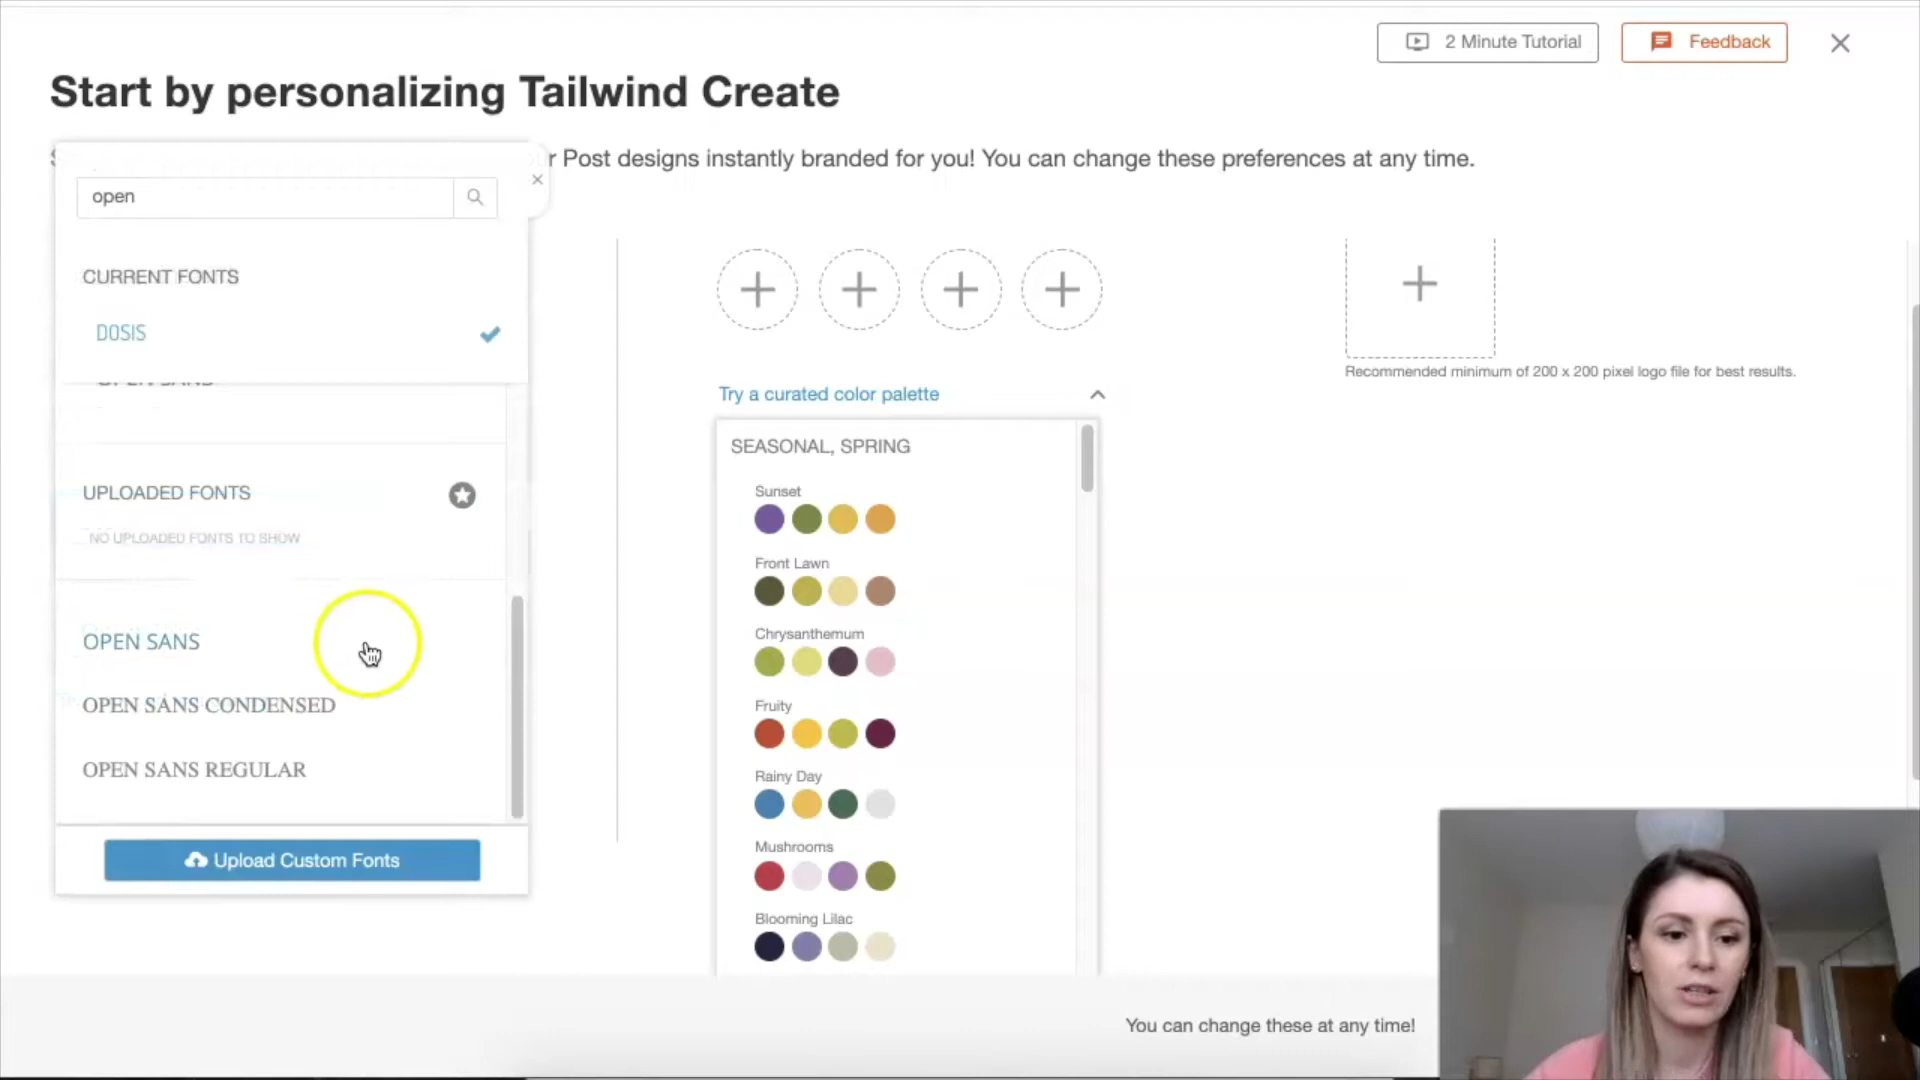 2 Minute Tutorial
Feedback
Start by personalizing Tailwind Create
Post designs instantly branded for you! You can change these preferences at any time.
open
CURRENT FONTS
DOSIS
OPEN SANS
UPLOADED FONTS
NO UPLOADED FONTS TO SHOW
OPEN SANS
OPEN SANS CONDENSED
OPEN SANS REGULAR
Upload Custom Fonts
Try a curated color palette
SEASONAL, SPRING
Sunset
Front Lawn
Chrysanthemum
Fruity
Rainy Day
Mushrooms
Blooming Lilac
Recommended minimum of 200 x 200 pixel logo file for best results.
You can change these at any time!